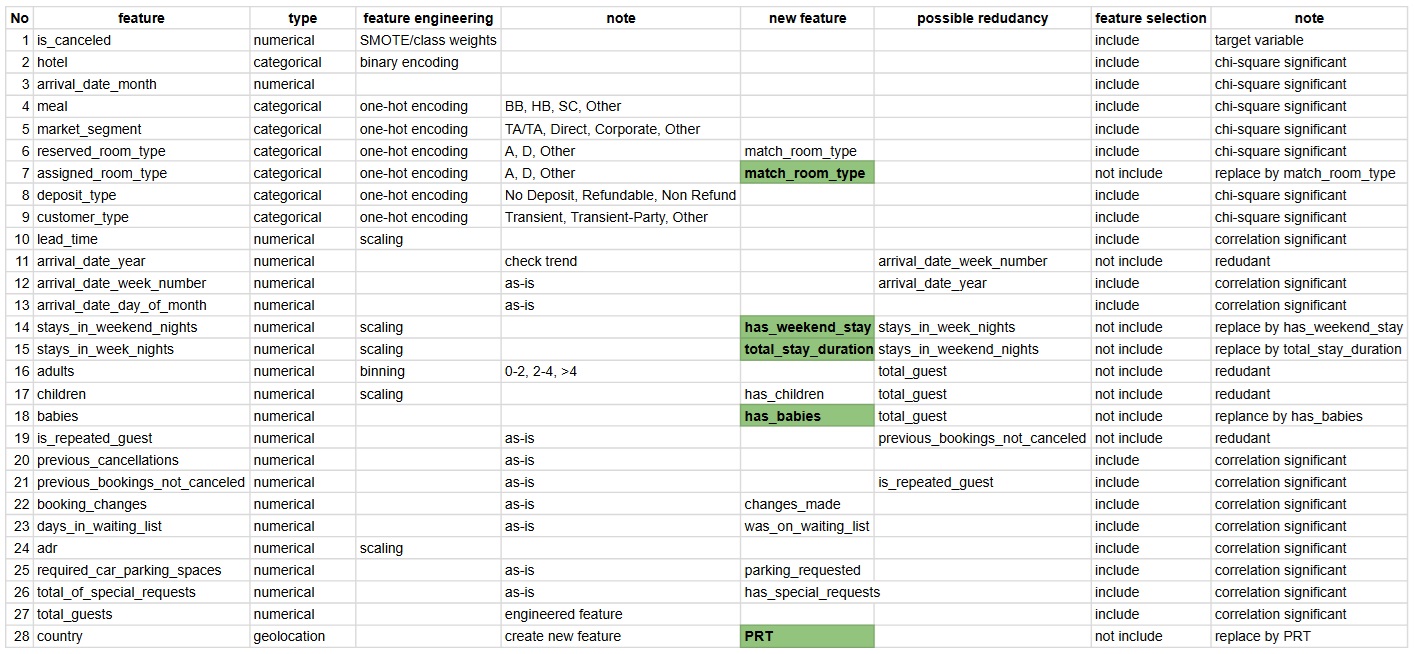 No feature type feature engineering note new feature possible redudancy feature selection note
1 is_canceled numerical SMOTE/class weights include target variable
2 hotel categorical binary encoding include chi-square significant
3 arrival_date_month numerical include chi-square significant
4 meal categorical one-hot encoding BB, HB, SC, Other include chi-square significant
5 market_segment categorical one-hot encoding TA/TA, Direct, Corporate, Other include chi-square significant
6 reserved_room_type categorical one-hot encoding A, D, Other match_room_type include chi-square significant
7 assigned_room_type categorical one-hot encoding A, D, Other match_room_type not include replace by match_room_type
8 deposit_type categorical one-hot encoding No Deposit, Refundable, Non Refund include chi-square significant
9 customer_type categorical one-hot encoding Transient, Transient-Party, Other include chi-square significant
10 lead_time numerical scaling include correlation significant
11 arrival_date_year numerical check trend arrival_date_week_number not include redudant
12 arrival_date_week_number numerical as-is arrival_date_year include correlation significant
13 arrival_date_day_of_month numerical as-is include correlation significant
14 stays_in_weekend_nights numerical scaling has_weekend_stay stays_in_week_nights not include replace by has_weekend_stay
15 stays_in_week_nights numerical scaling total_stay_duration stays_in_weekend_nights not include replace by total_stay_duration
16 adults numerical binning 0-2, 2-4, >4 total_guest not include redudant
17 children numerical scaling has_children total_guest not include redudant
18 babies numerical has_babies total_guest not include replance by has_babies
19 is_repeated_guest numerical as-is previous_bookings_not_canceled not include redudant
20 previous_cancellations numerical as-is include correlation significant
21 previous_bookings_not_canceled numerical as-is is_repeated_guest include correlation significant
22 booking_changes numerical as-is changes_made include correlation significant
23 days_in_waiting_list numerical as-is was_on_waiting_list include correlation significant
24 adr numerical scaling include correlation significant
25 required_car_parking_spaces numerical as-is parking_requested include correlation significant
26 total_of_special_requests numerical as-is has_special_requests include correlation significant
27 total_guests numerical engineered feature include correlation significant
28 country geolocation create new feature PRT not include replace by PRT